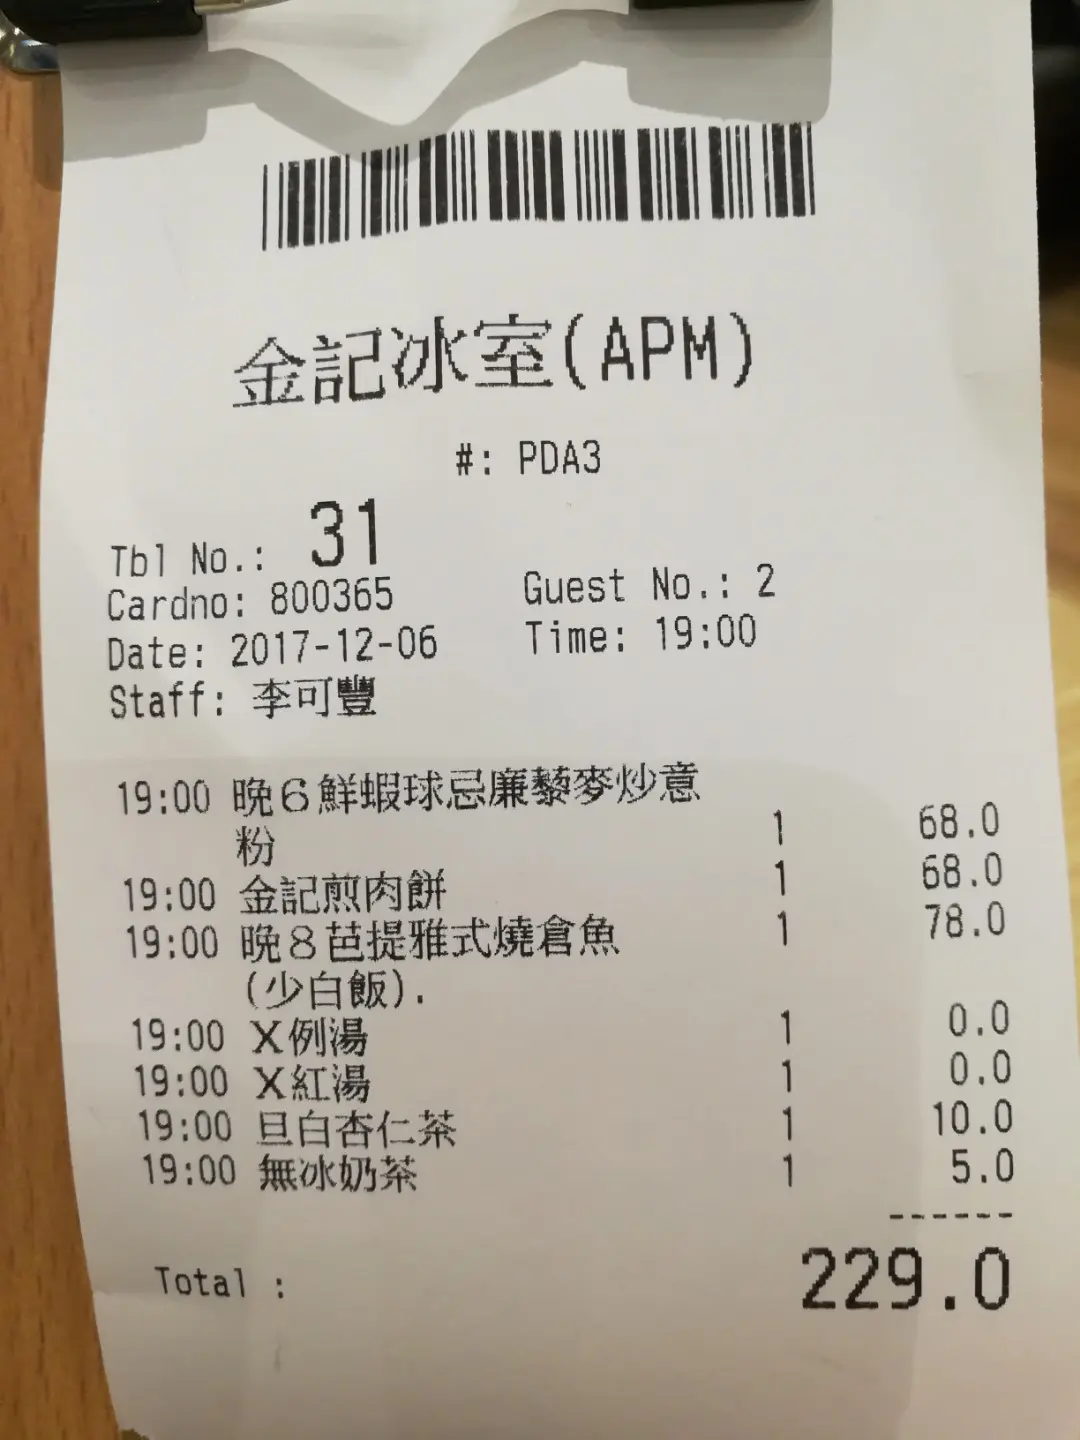 金記冰室(APM)
#: PDA3
Tbl No.: 31
Cardno: 800365 Guest No.: 2
Date: 2017-12-06 Time: 19:00
Staff: 李可豐
19:00 晩6鮮蝦球忌廉藜麥炒意
粉 1 68.0
19:00 金記煎肉餅 1 68.0
19:00 晩8芭提雅式燒倉魚 1 78.0
(少白飯).
19:00 X例湯 1 0.0
19:00 X紅湯 1 0.0
19:00 旦白杏仁茶 1 10.0
19:00 無冰奶茶 1 5.0
------
Total : 229.0